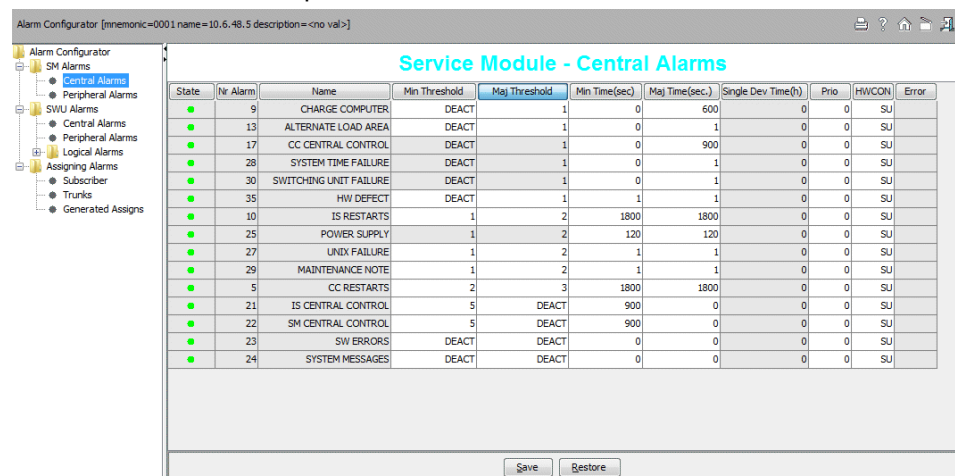 Alarm Configurator [mnemonic=0001 name=10.6.48.5 description=<no val>]
Alarm Configurator
SM Alarms
Central Alarms
Peripheral Alarms
SWU Alarms
Central Alarms
Peripheral Alarms
Logical Alarms
Assigning Alarms
Subscriber
Trunks
Generated Assigns
Service Module - Central Alarms
State Nr Alarm Name Min Threshold Maj Threshold Min Time(sec) Maj Time(sec.) Single Dev Time(h) Prio HWCON Error
9 CHARGE COMPUTER DEACT 1 0 600 0 0 SU
13 ALTERNATE LOAD AREA DEACT 1 0 1 0 0 SU
17 CC CENTRAL CONTROL DEACT 1 0 900 0 0 SU
28 SYSTEM TIME FAILURE DEACT 1 0 1 0 0 SU
30 SWITCHING UNIT FAILURE DEACT 1 0 1 0 0 SU
35 HW DEFECT DEACT 1 1 1 0 0 SU
10 IS RESTARTS 1 2 1800 1800 0 0 SU
25 POWER SUPPLY 1 2 120 120 0 0 SU
27 UNIX FAILURE 1 2 1 1 0 0 SU
29 MAINTENANCE NOTE 1 2 1 1 0 0 SU
5 CC RESTARTS 2 3 1800 1800 0 0 SU
21 IS CENTRAL CONTROL 5 DEACT 900 0 0 0 SU
22 SM CENTRAL CONTROL 5 DEACT 900 0 0 0 SU
23 SW ERRORS DEACT DEACT 0 0 0 0 SU
24 SYSTEM MESSAGES DEACT DEACT 0 0 0 0 SU
Save Restore